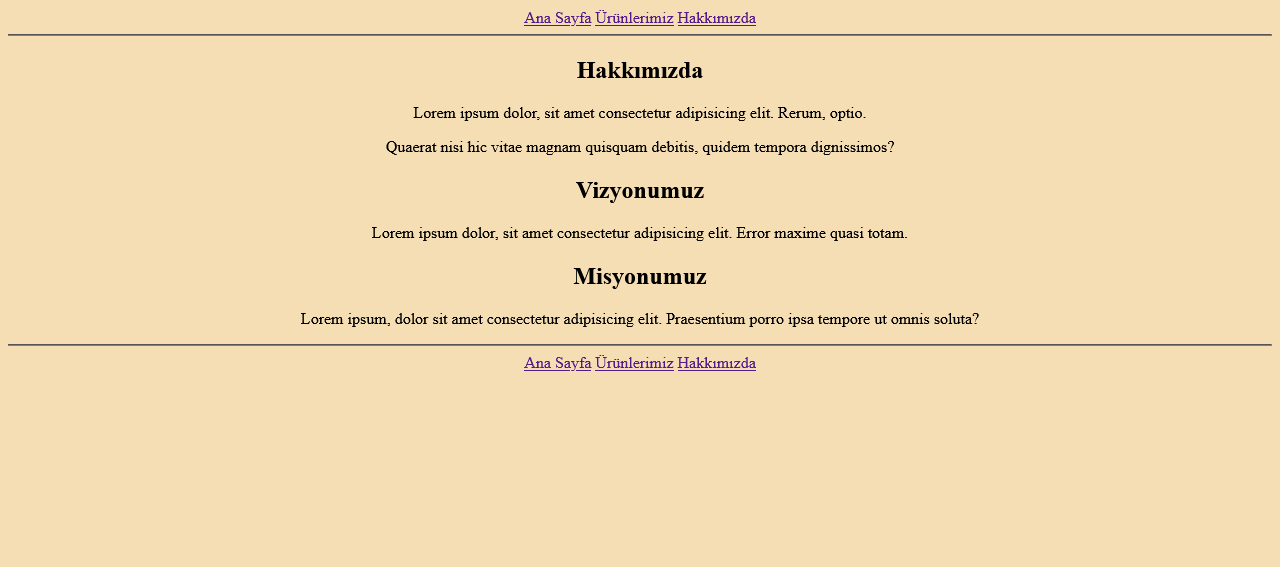 Ana Sayfa Ürünlerimiz Hakkımızda
Hakkımızda
Lorem ipsum dolor, sit amet consectetur adipisicing elit. Rerum, optio.
Quaerat nisi hic vitae magnam quisquam debitis, quidem tempora dignissimos?
Vizyonumuz
Lorem ipsum dolor, sit amet consectetur adipisicing elit. Error maxime quasi totam.
Misyonumuz
Lorem ipsum, dolor sit amet consectetur adipisicing elit. Praesentium porro ipsa tempore ut omnis soluta?
Ana Sayfa Ürünlerimiz Hakkımızda